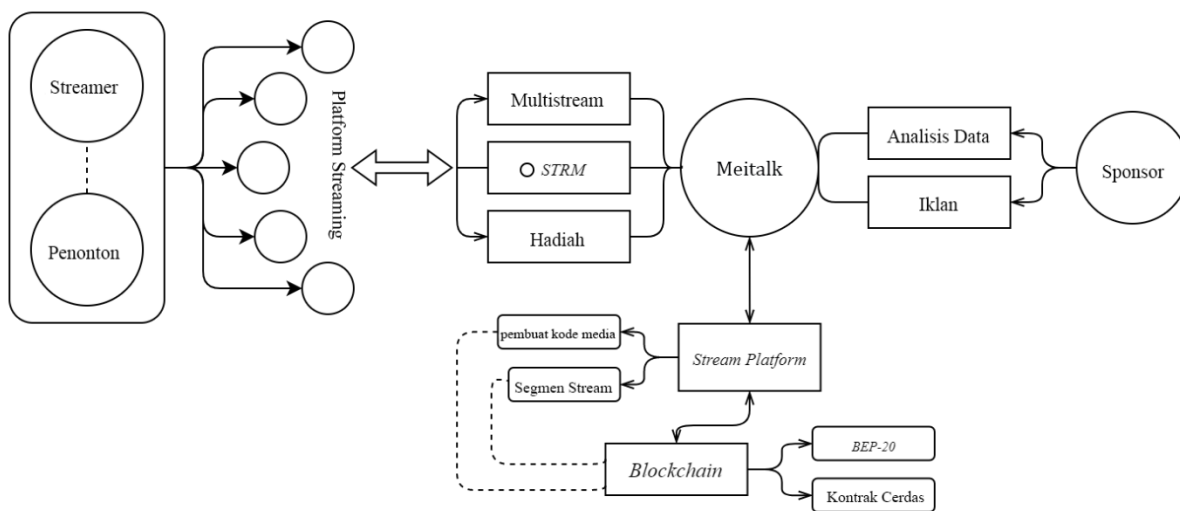 Streamer
Penonton
Platform Streaming
Multistream
STRM
Hadiah
Meitalk
Analisis Data
Iklan
Sponsor
pembuat kode media
Segmen Stream
Stream Platform
Blockchain
BEP-20
Kontrak Cerdas